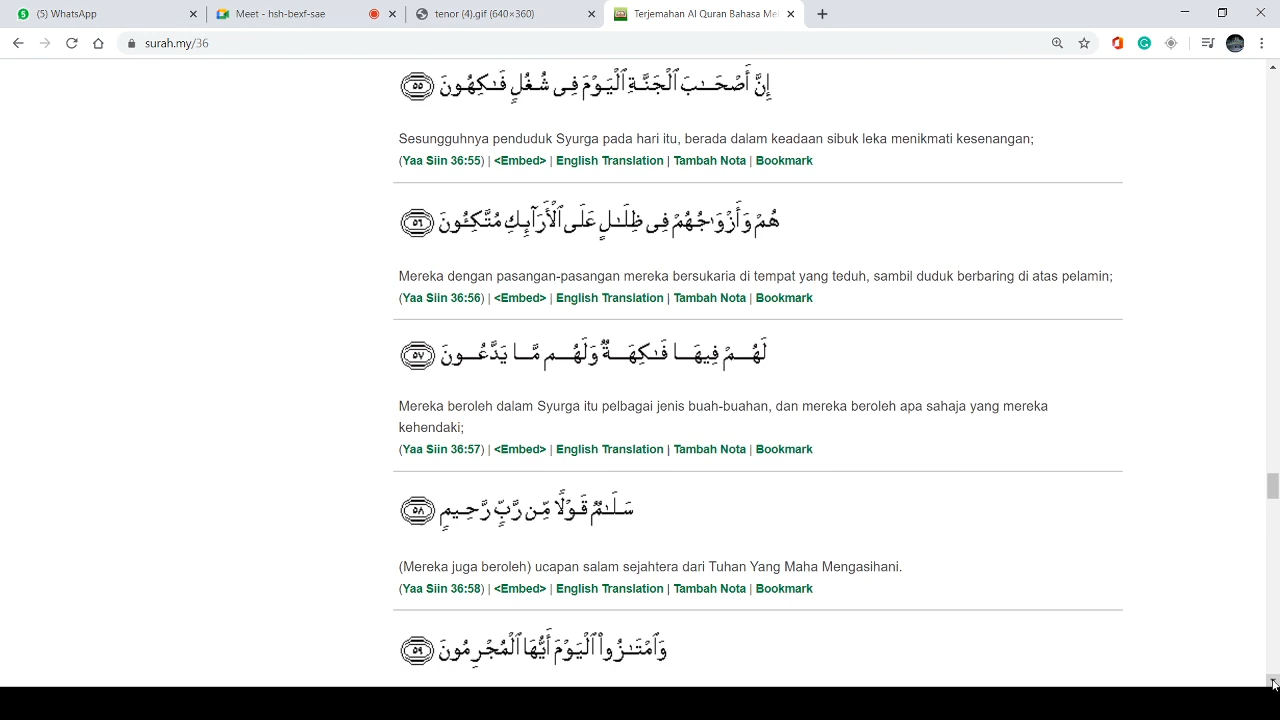 (5) WhatsApp
Meet - hsh-bexf-sae
tenor (4).gif (640×360)
Terjemahan Al Quran Bahasa Mel
surah.my/36
إِنَّ أَصْحَـٰبَ ٱلْجَنَّةِ ٱلْيَوْمَ فِى شُغُلٍ فَـٰكِهُونَ ٥٥
Sesungguhnya penduduk Syurga pada hari itu, berada dalam keadaan sibuk leka menikmati kesenangan;
(Yaa Siin 36:55) | <Embed> | English Translation | Tambah Nota | Bookmark
هُمْ وَأَزْوَٰجُهُمْ فِى ظِلَـٰلٍ عَلَى ٱلْأَرَآئِكِ مُتَّكِـُٔونَ ٥٦
Mereka dengan pasangan-pasangan mereka bersukaria di tempat yang teduh, sambil duduk berbaring di atas pelamin;
(Yaa Siin 36:56) | <Embed> | English Translation | Tambah Nota | Bookmark
لَهُمْ فِيهَا فَـٰكِهَةٌ وَلَهُم مَّا يَدَّعُونَ ٥٧
Mereka beroleh dalam Syurga itu pelbagai jenis buah-buahan, dan mereka beroleh apa sahaja yang mereka
kehendaki;
(Yaa Siin 36:57) | <Embed> | English Translation | Tambah Nota | Bookmark
سَلَـٰمٌ قَوْلًا مِّن رَّبٍّ رَّحِيمٍ ٥٨
(Mereka juga beroleh) ucapan salam sejahtera dari Tuhan Yang Maha Mengasihani.
(Yaa Siin 36:58) | <Embed> | English Translation | Tambah Nota | Bookmark
وَٱمْتَـٰزُوا۟ ٱلْيَوْمَ أَيُّهَا ٱلْمُجْرِمُونَ ٥٩